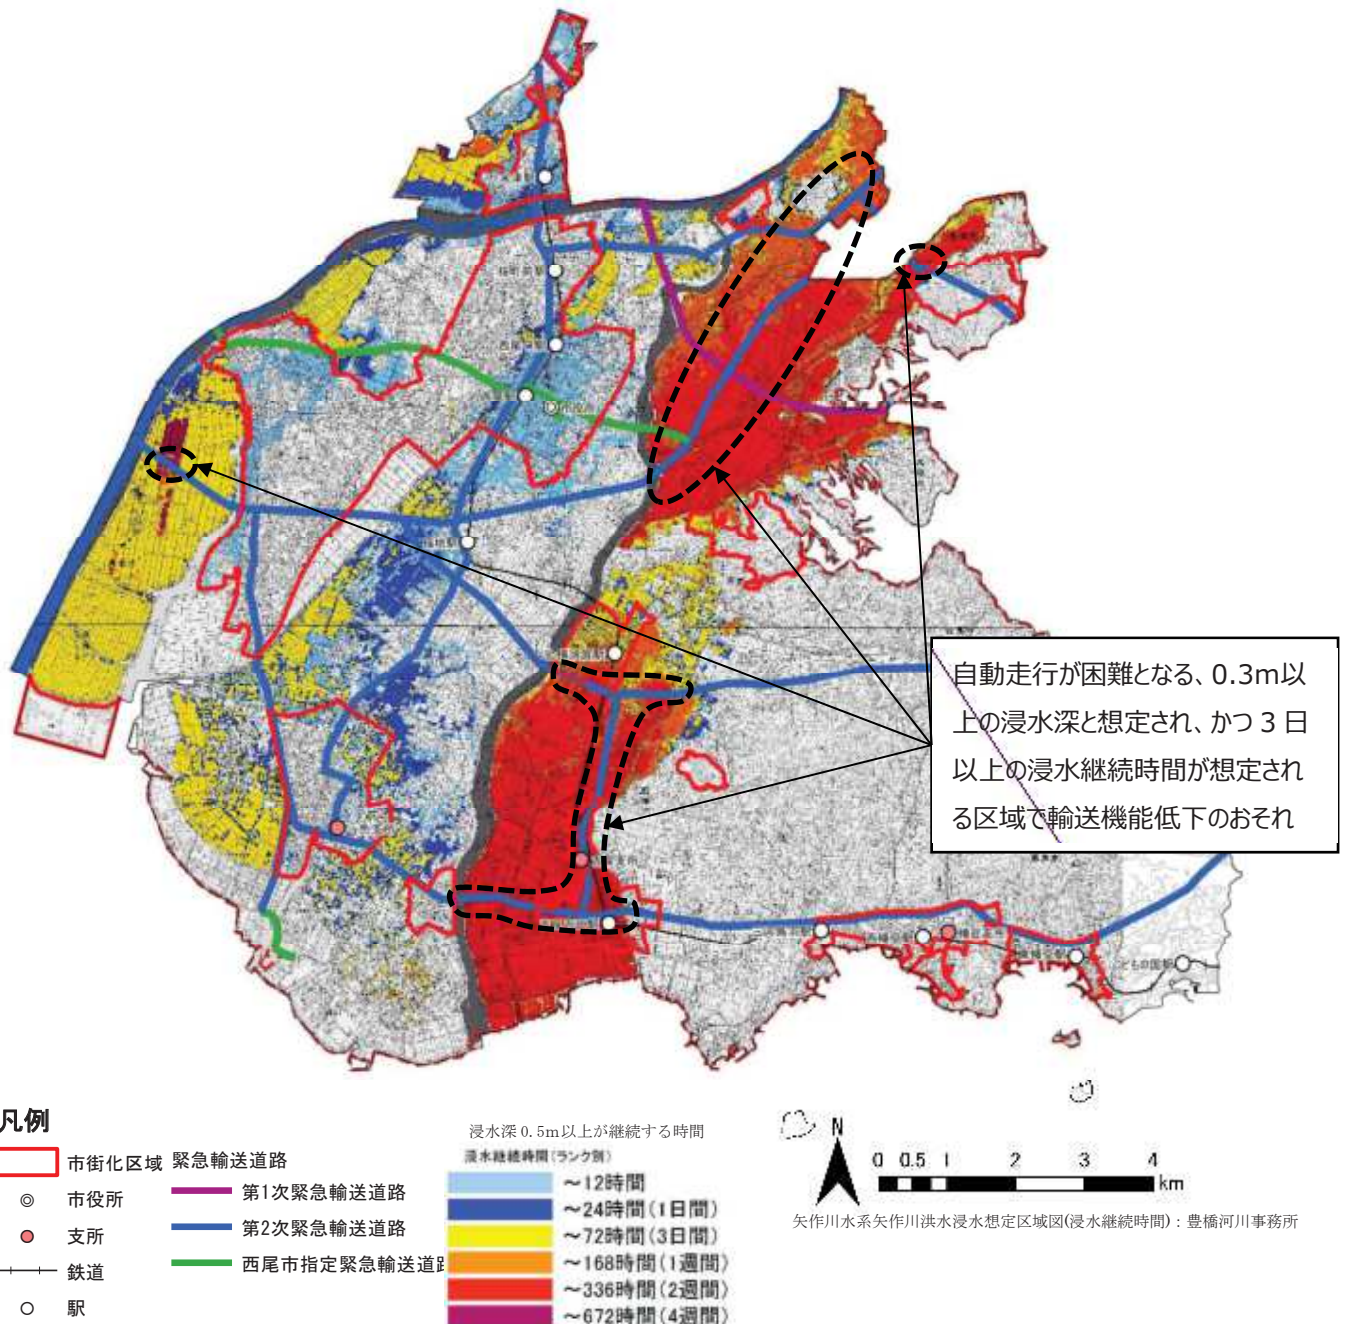 自動走行が困難となる、0.3m以
上の浸水深と想定され、かつ 3 日
以上の浸水継続時間が想定され
る区域で輸送機能低下のおそれ
凡例
市街化区域
市役所
支所
鉄道
駅
緊急輸送道路
第1次緊急輸送道路
第2次緊急輸送道路
西尾市指定緊急輸送道路
浸水深 0.5m以上が継続する時間
浸水継続時間(ランク別)
～12時間
～24時間(1日間)
～72時間(3日間)
～168時間(1週間)
～336時間(2週間)
～672時間(4週間)
N
0 0.5 1 2 3 4
km
矢作川水系矢作川洪水浸水想定区域図(浸水継続時間)：豊橋河川事務所